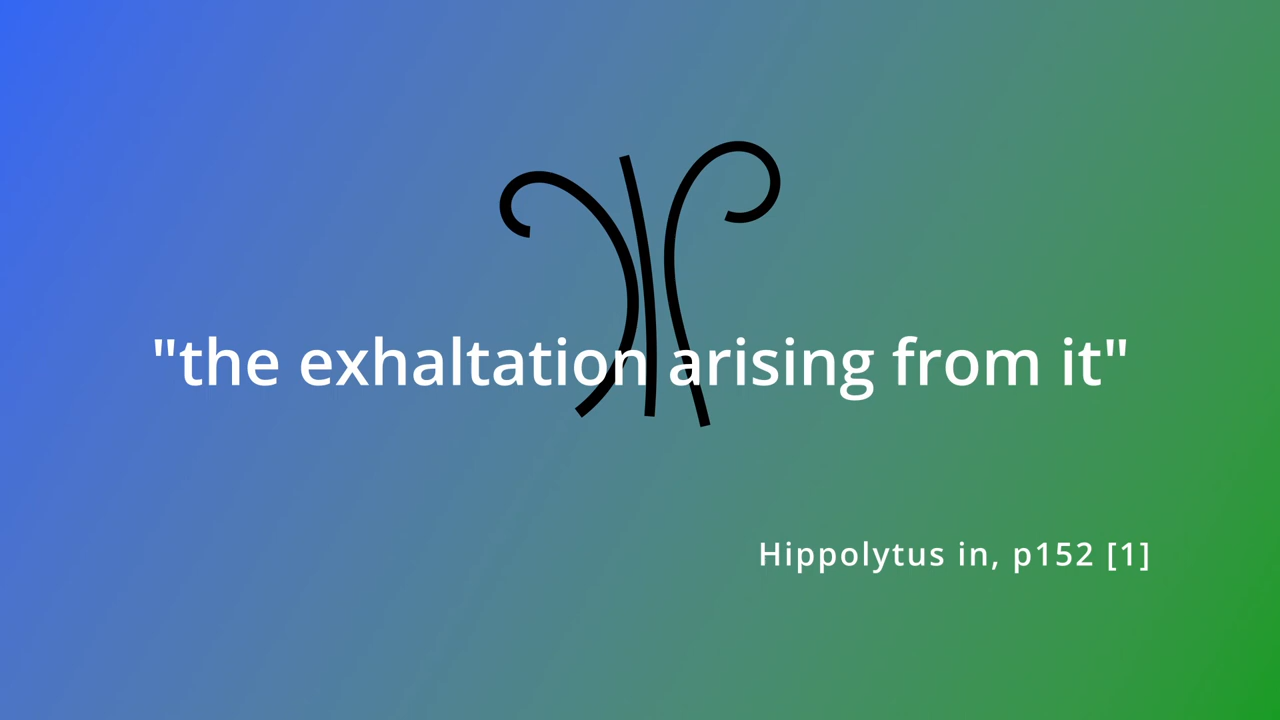 "the exhaltation arising from it"
Hippolytus in, p152 [1]